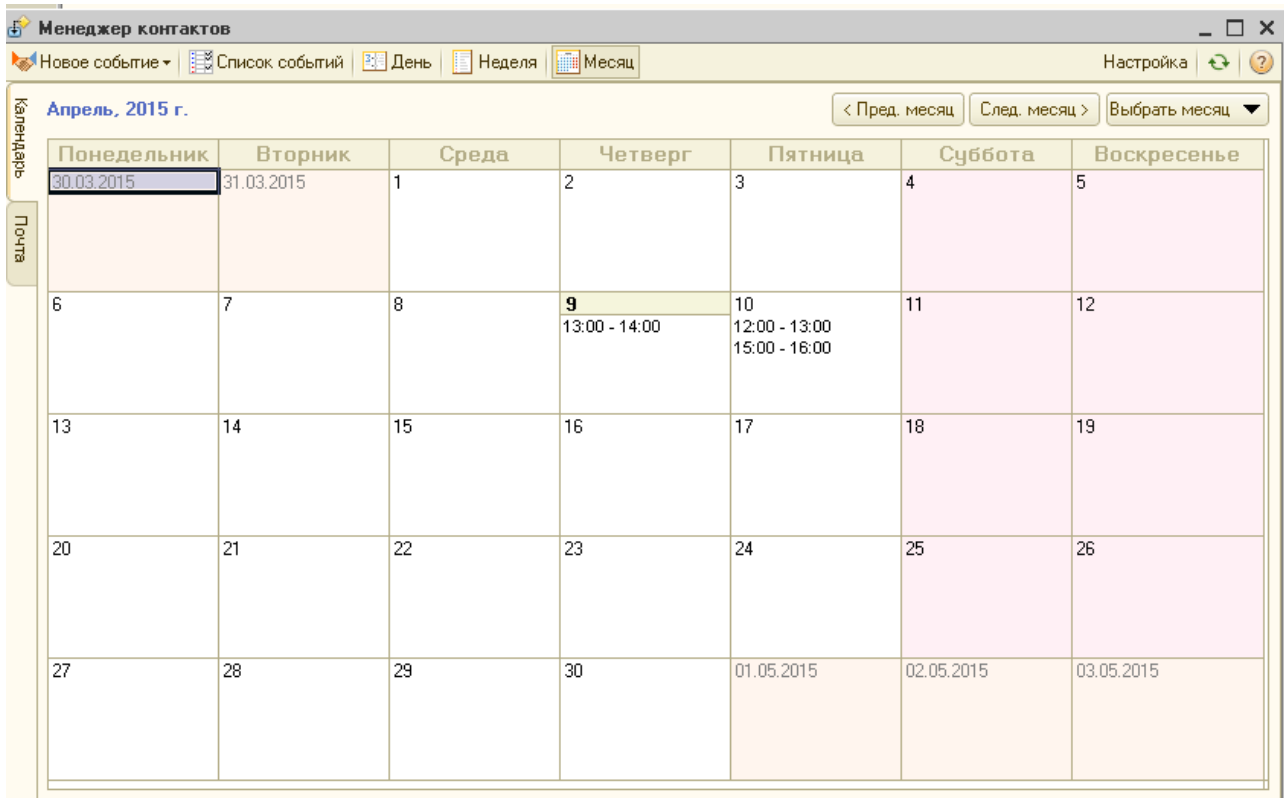 Менеджер контактов
Новое событие Список событий День Неделя Месяц Настройка
Календарь
Почта
Апрель, 2015 г. < Пред. месяц След. месяц > Выбрать месяц
Понедельник Вторник Среда Четверг Пятница Суббота Воскресенье
30.03.2015 31.03.2015 1 2 3 4 5
6 7 8 9 10 11 12
13:00 - 14:00 12:00 - 13:00
15:00 - 16:00
13 14 15 16 17 18 19
20 21 22 23 24 25 26
27 28 29 30 01.05.2015 02.05.2015 03.05.2015